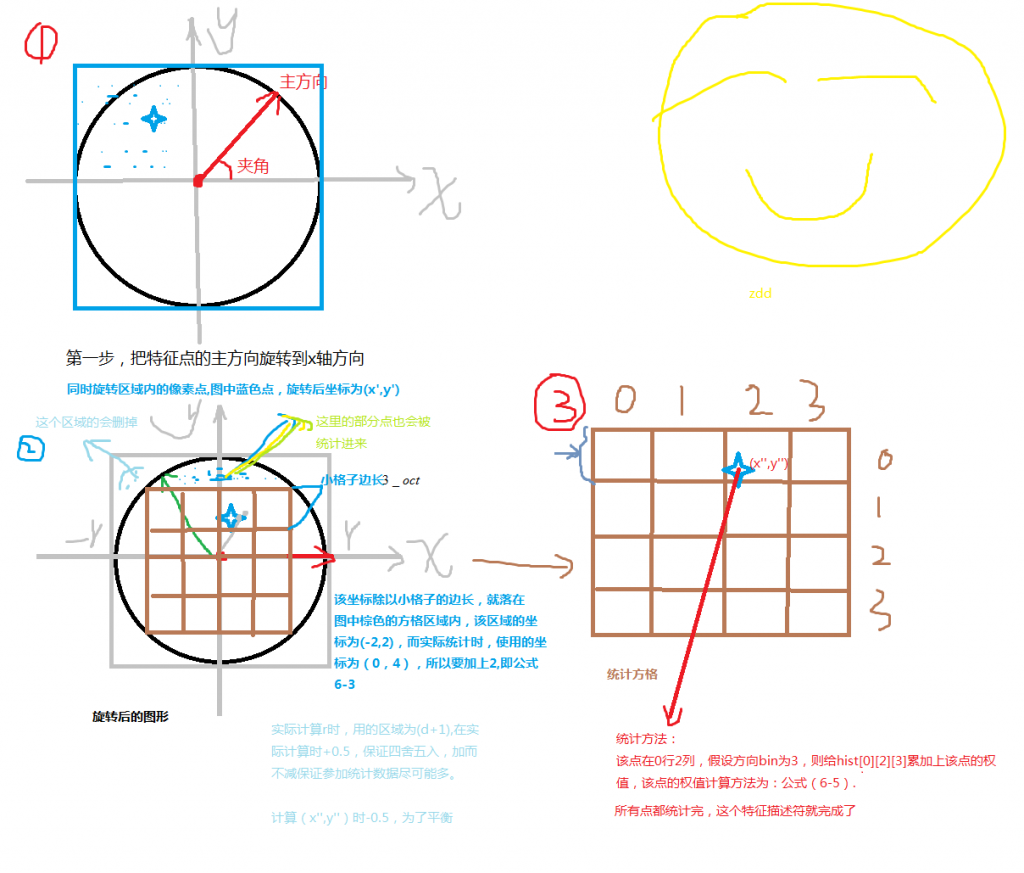 ①
y
主方向
夹角
x
zdd
第一步，把特征点的主方向旋转到x轴方向
同时旋转区域内的像素点,图中蓝色点，旋转后坐标为(x',y')
这个区域的会删掉
y
这里的部分点也会被
统计进来
2
小格子边长3 _ oct
-r
r
x
该坐标除以小格子的边长，就落在
图中棕色的方格区域内，该区域的坐
标为(-2,2)，而实际统计时，使用的坐
标为（0，4），所以要加上2,即公式
6-3
旋转后的图形
实际计算r时，用的区域为(d+1),在实
际计算时+0.5，保证四舍五入，加而
不减保证参加统计数据尽可能多。
计算（x'',y''）时-0.5，为了平衡
③
0 1 2 3
(x'',y'')
0
1
2
3
统计方格
统计方法：
该点在0行2列，假设方向bin为3，则给hist[0][2][3]累加上该点的权
值，该点的权值计算方法为：公式（6-5）.
所有点都统计完，这个特征描述符就完成了